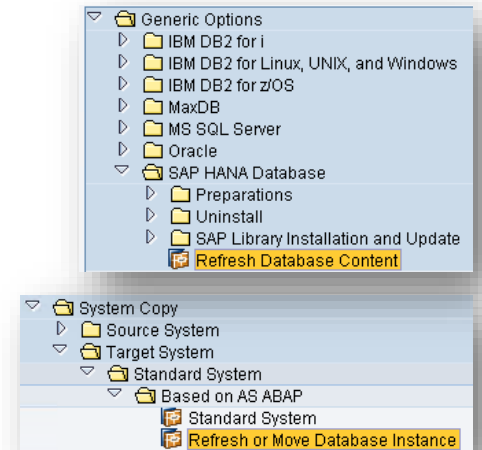 Generic Options
IBM DB2 for i
IBM DB2 for Linux, UNIX, and Windows
IBM DB2 for z/OS
MaxDB
MS SQL Server
Oracle
SAP HANA Database
Preparations
Uninstall
SAP Library Installation and Update
Refresh Database Content
System Copy
Source System
Target System
Standard System
Based on AS ABAP
Standard System
Refresh or Move Database Instance